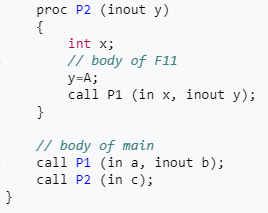 proc P2 (inout y)
{
int x;
// body of F11
y=A;
call P1 (in x, inout y);
}
// body of main
call P1 (in a, inout b);
call P2 (in c);
}